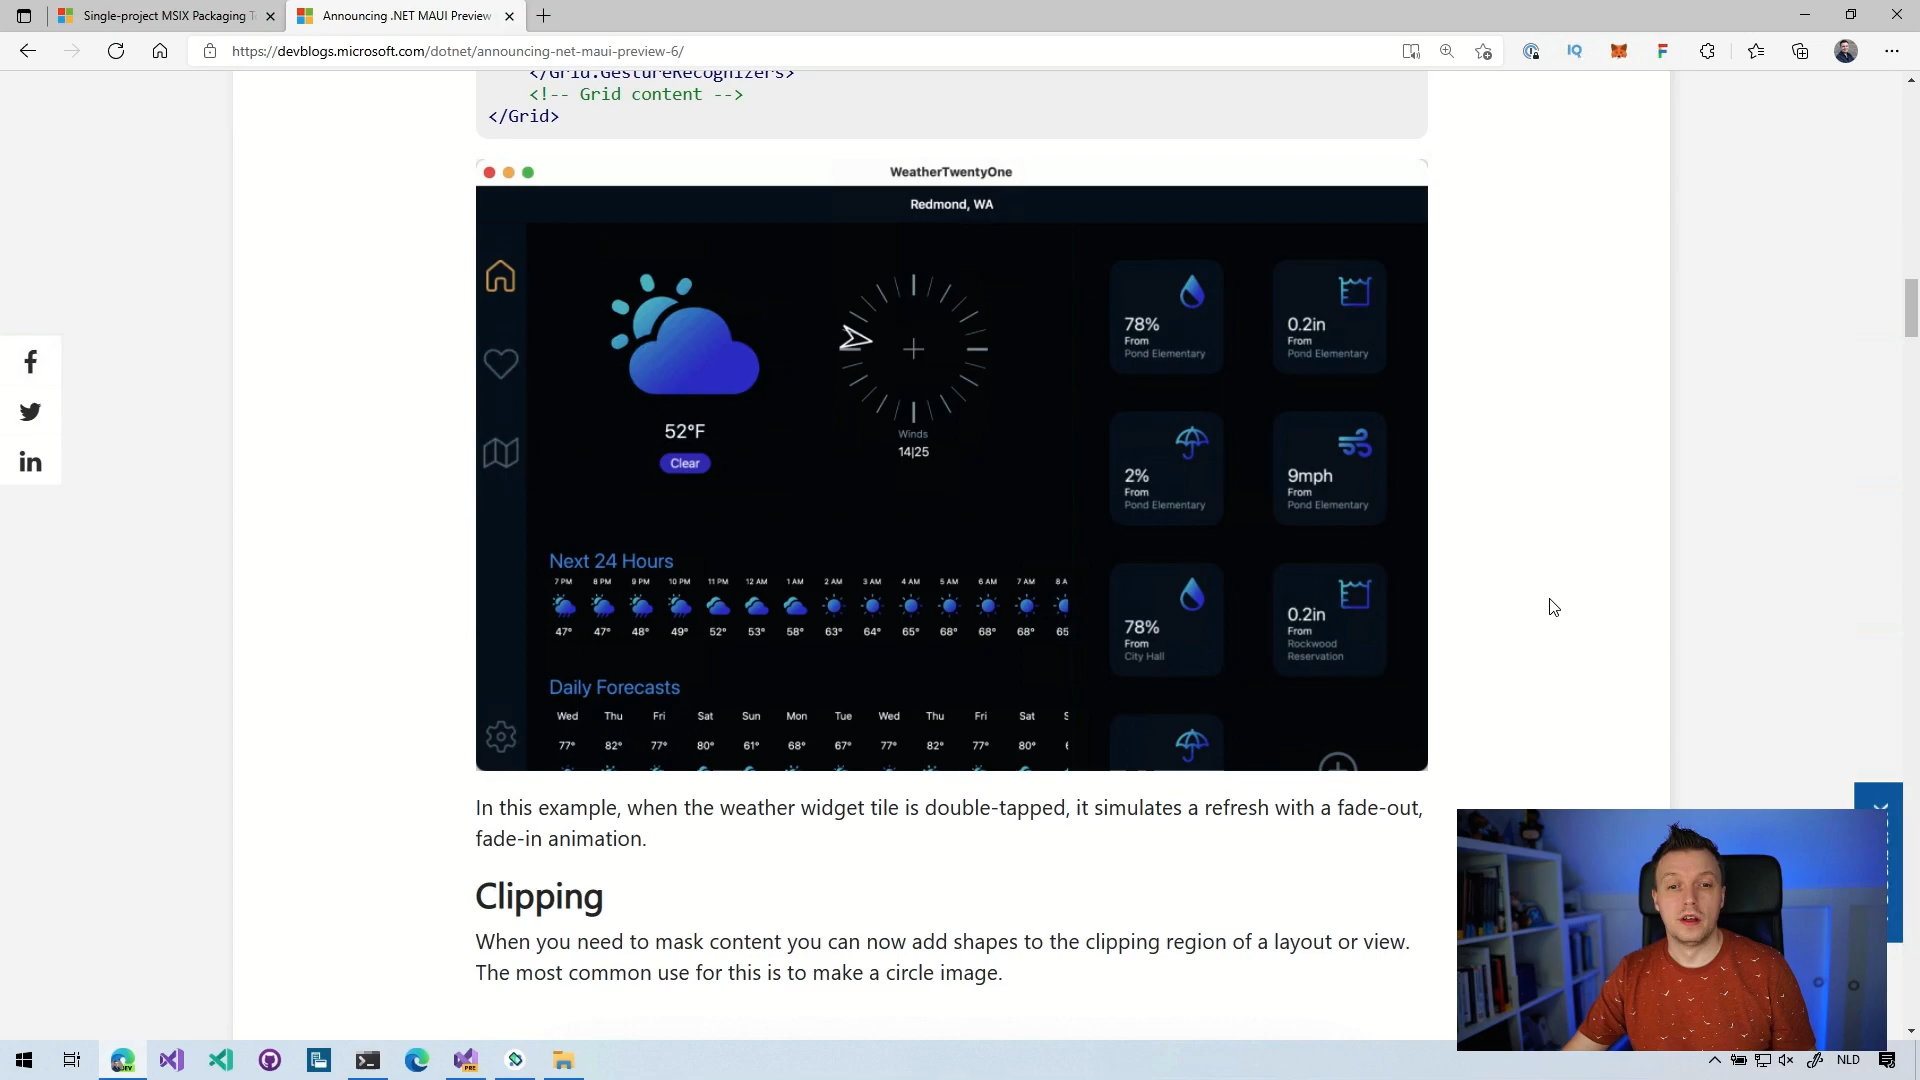 Single-project MSIX Packaging T
Announcing .NET MAUI Preview
https://devblogs.microsoft.com/dotnet/announcing-net-maui-preview-6/
</Grid.GestureRecognizers>
<!-- Grid content -->
</Grid>
WeatherTwentyOne
Redmond, WA
52°F
Clear
Winds
14|25
78%
From
Pond Elementary
0.2in
From
Pond Elementary
2%
From
Pond Elementary
9mph
From
Pond Elementary
78%
From
City Hall
0.2in
From
Rockwood
Reservation
Next 24 Hours
7 PM 8 PM 9 PM 10 PM 11 PM 12 AM 1 AM 2 AM 3 AM 4 AM 5 AM 6 AM 7 AM 8 A
47° 47° 48° 49° 52° 53° 58° 63° 64° 65° 68° 68° 68° 65
Daily Forecasts
Wed Thu Fri Sat Sun Mon Tue Wed Thu Fri Sat S
77° 82° 77° 80° 61° 68° 67° 77° 82° 77° 80° 6
In this example, when the weather widget tile is double-tapped, it simulates a refresh with a fade-out,
fade-in animation.
Clipping
When you need to mask content you can now add shapes to the clipping region of a layout or view.
The most common use for this is to make a circle image.
NLD